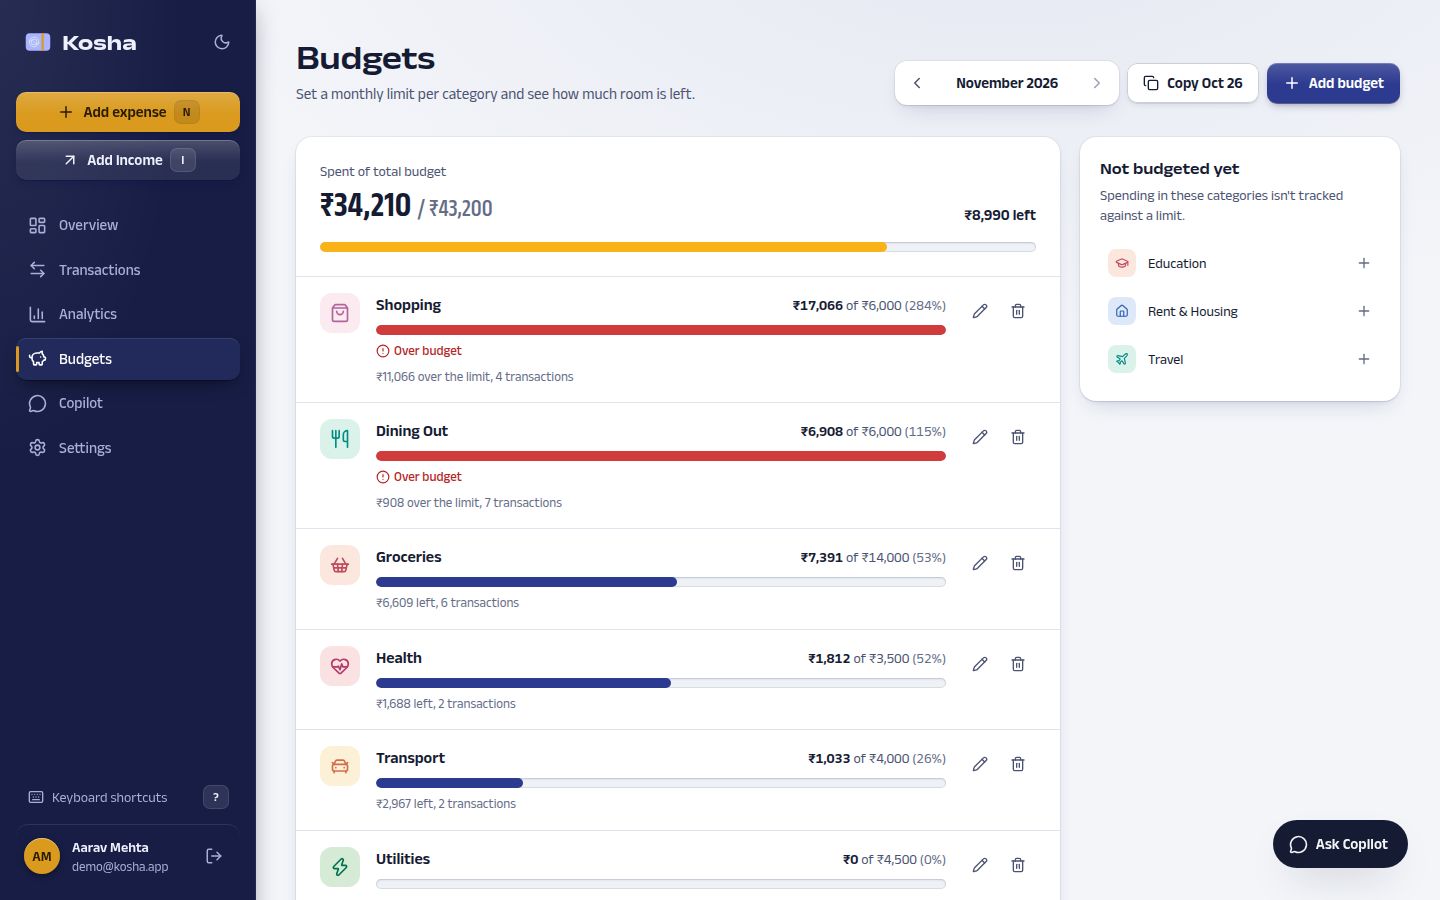 Kosha
Add expense N
Add income I
Overview
Transactions
Analytics
Budgets
Copilot
Settings
Keyboard shortcuts ?
AM
Aarav Mehta
demo@kosha.app
Budgets
Set a monthly limit per category and see how much room is left.
November 2026
Copy Oct 26
Add budget
Spent of total budget
₹34,210 / ₹43,200
₹8,990 left
Shopping
₹17,066 of ₹6,000 (284%)
Over budget
₹11,066 over the limit, 4 transactions
Dining Out
₹6,908 of ₹6,000 (115%)
Over budget
₹908 over the limit, 7 transactions
Groceries
₹7,391 of ₹14,000 (53%)
₹6,609 left, 6 transactions
Health
₹1,812 of ₹3,500 (52%)
₹1,688 left, 2 transactions
Transport
₹1,033 of ₹4,000 (26%)
₹2,967 left, 2 transactions
Utilities
₹0 of ₹4,500 (0%)
Not budgeted yet
Spending in these categories isn't tracked
against a limit.
Education
Rent & Housing
Travel
Ask Copilot